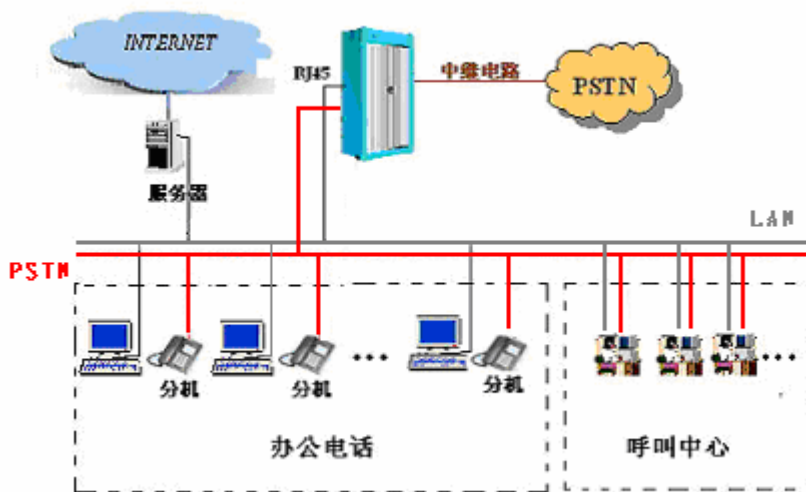 INTERNET
RJ45
中继电路
PSTN
服务器
LAN
PSTN
分机
分机
分机
办公电话
呼叫中心